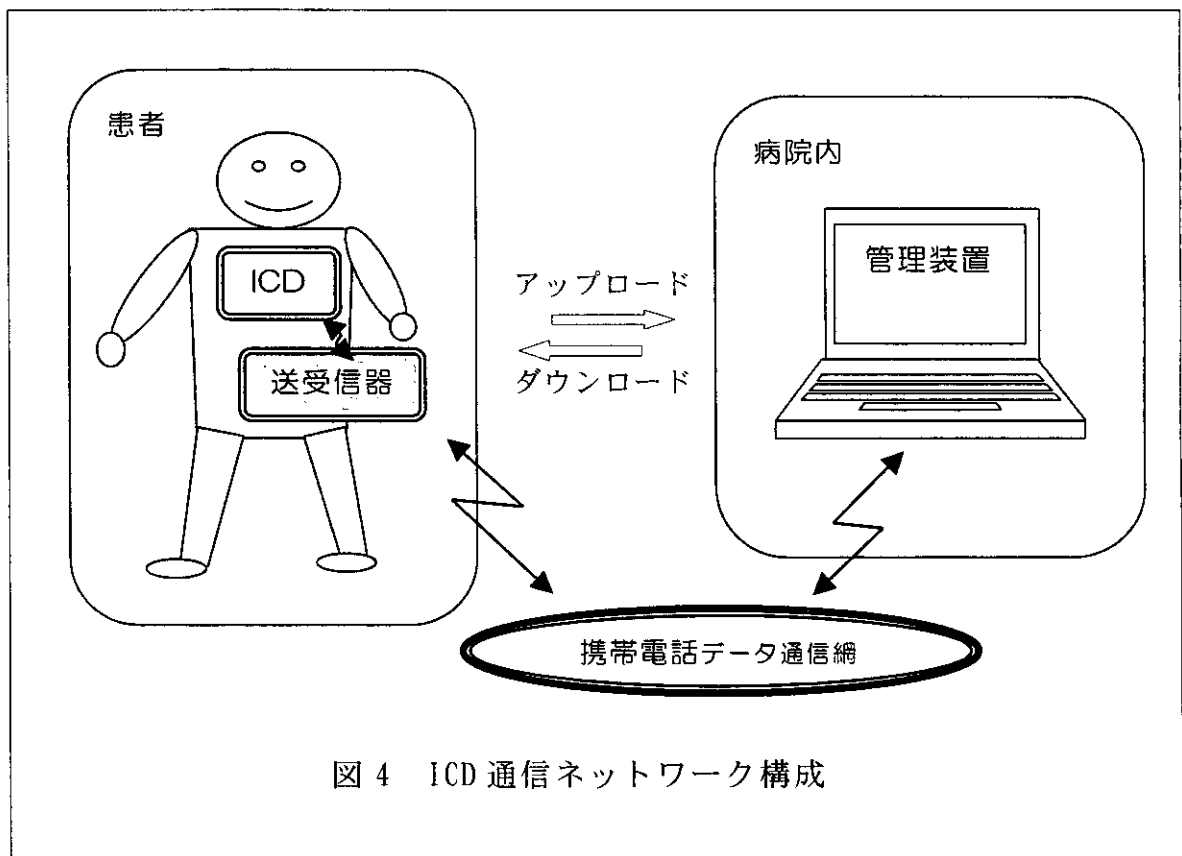 患者
ICD
送受信器
アップロード
ダウンロード
病院内
管理装置
携帯電話データ通信網
図4 ICD通信ネットワーク構成